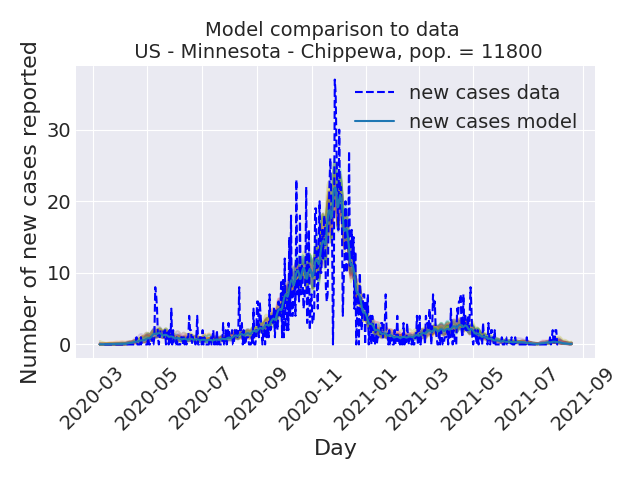 Model comparison to data
US - Minnesota - Chippewa, pop. = 11800
Number of new cases reported
30
20
10
0
new cases data
new cases model
2020-03
2020-05
2020-07
2020-09
2020-11
2021-01
2021-03
2021-05
2021-07
2021-09
Day